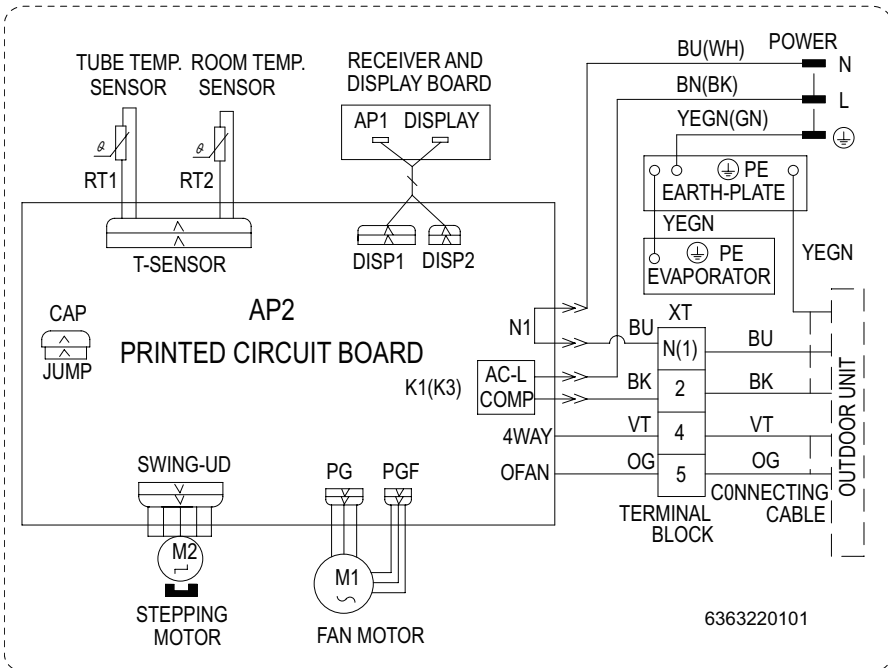 TUBE TEMP.
SENSOR
ROOM TEMP.
SENSOR
RECEIVER AND
DISPLAY BOARD
AP1 DISPLAY
BU(WH)
POWER
N
BN(BK)
L
YEGN(GN)
RT1
RT2
T-SENSOR
DISP1
DISP2
PE
EARTH-PLATE
YEGN
PE
EVAPORATOR
YEGN
CAP
JUMP
AP2
PRINTED CIRCUIT BOARD
N1
K1(K3)
AC-L
COMP
4WAY
OFAN
BU
BK
VT
OG
XT
N(1)
2
4
5
TERMINAL
BLOCK
BU
BK
VT
OG
C0NNECTING
CABLE
OUTDOOR UNIT
SWING-UD
M2
STEPPING
MOTOR
PG
PGF
M1
FAN MOTOR
6363220101